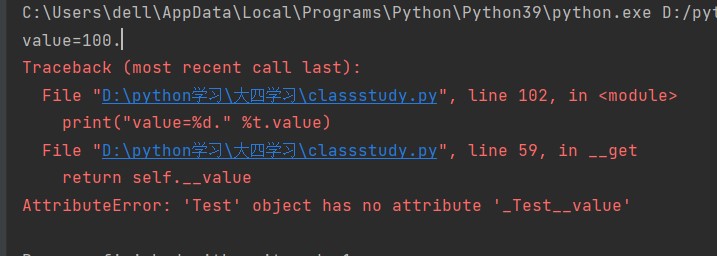 C:\Users\dell\AppData\Local\Programs\Python\Python39\python.exe D:/pyt
value=100.
Traceback (most recent call last):
  File "D:\python学习\大四学习\classstudy.py", line 102, in <module>
    print("value=%d." %t.value)
  File "D:\python学习\大四学习\classstudy.py", line 59, in __get
    return self.__value
AttributeError: 'Test' object has no attribute '_Test__value'